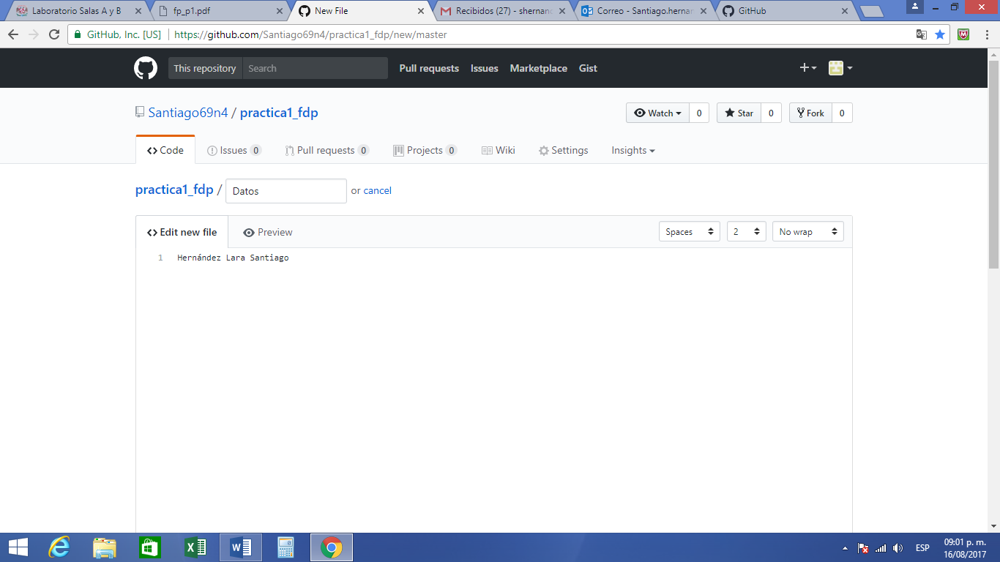 Laboratorio Salas A y B
fp_p1.pdf
New File
Recibidos (27) - shernan
Correo - Santiago.hernan
GitHub
GitHub, Inc. [US] https://github.com/Santiago69n4/practica1_fdp/new/master
This repository Search Pull requests Issues Marketplace Gist
Santiago69n4 / practica1_fdp
Watch 0 Star 0 Fork 0
Code Issues 0 Pull requests 0 Projects 0 Wiki Settings Insights
practica1_fdp / Datos or cancel
Edit new file Preview Spaces 2 No wrap
1 Hernández Lara Santiago
ESP
09:01 p. m.
16/08/2017